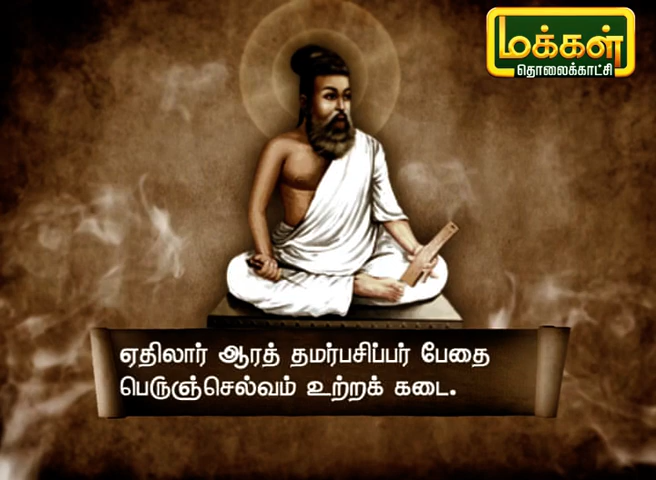 மக்கள்
தொலைக்காட்சி
ஏதிலார் ஆரத் தமர்பசிப்பர் பேதை
பெருஞ்செல்வம் உற்றக் கடை.